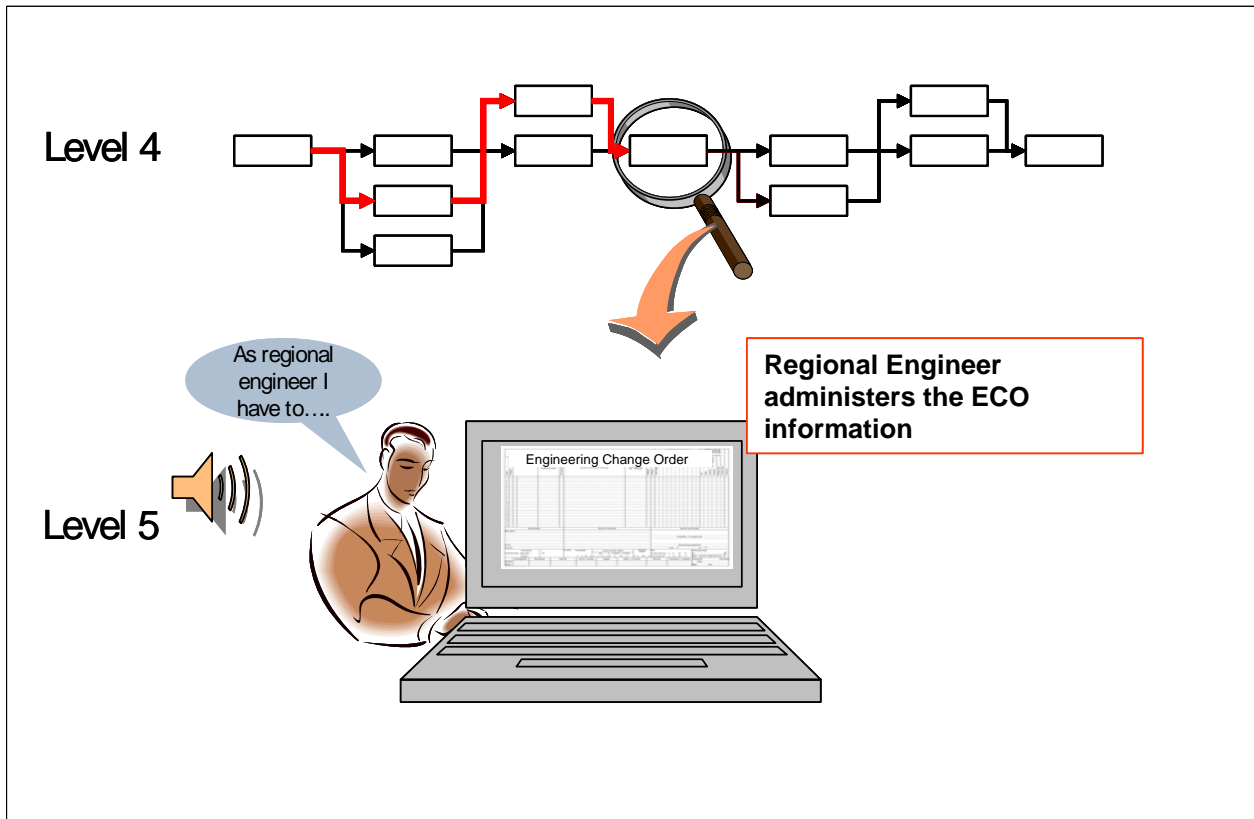 Level 4
As regional
engineer I
have to….
Regional Engineer
administers the ECO
information
Engineering Change Order
Level 5